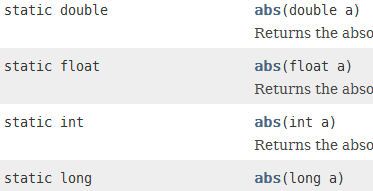 static double abs(double a)
Returns the abso
static float abs(float a)
Returns the abso
static int abs(int a)
Returns the abso
static long abs(long a)